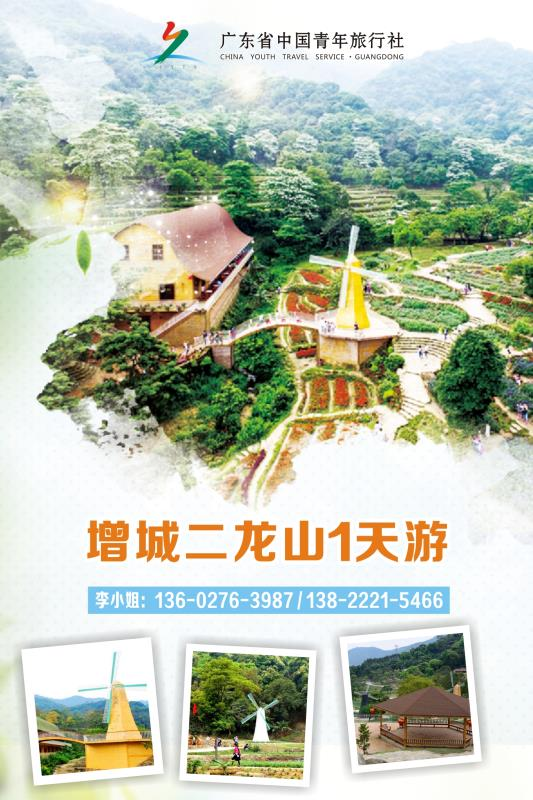 广东省中国青年旅行社
CHINA YOUTH TRAVEL SERVICE · GUANGDONG
增城二龙山1天游
李小姐：136-0276-3987/138-2221-5466